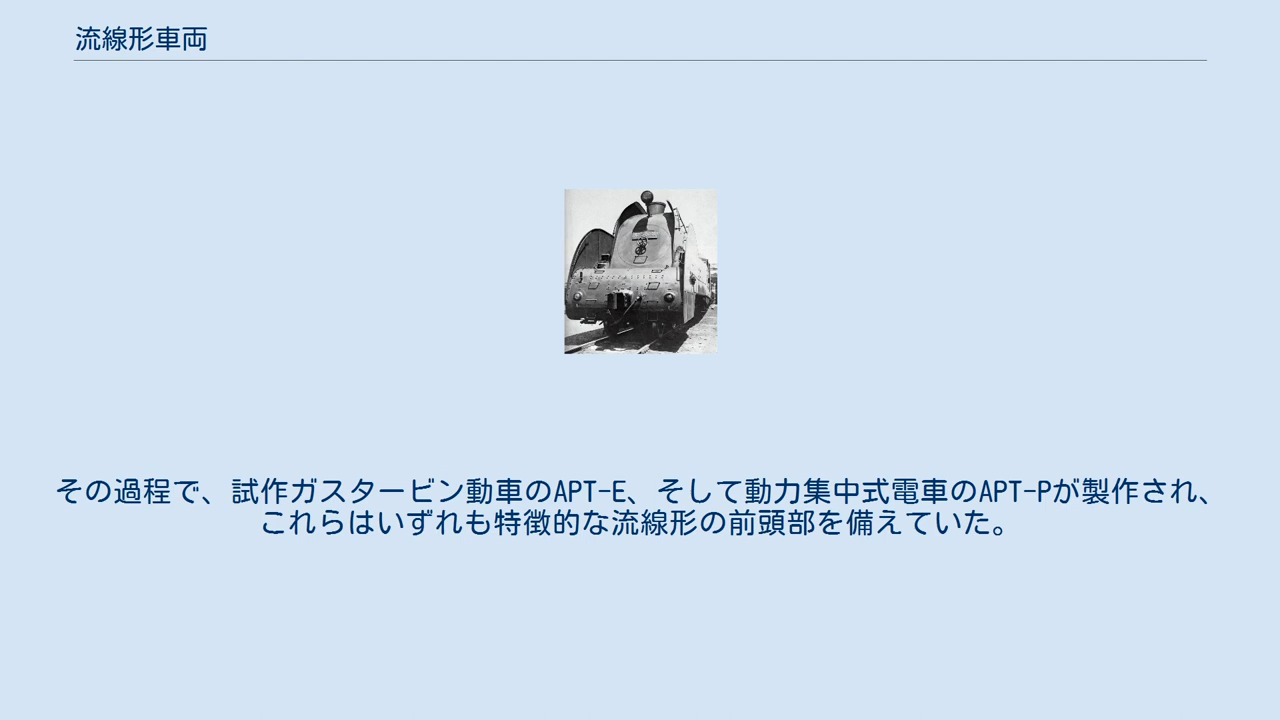 流線形車両
その過程で、試作ガスタービン動車のAPT-E、そして動力集中式電車のAPT-Pが製作され、
これらはいずれも特徴的な流線形の前頭部を備えていた。